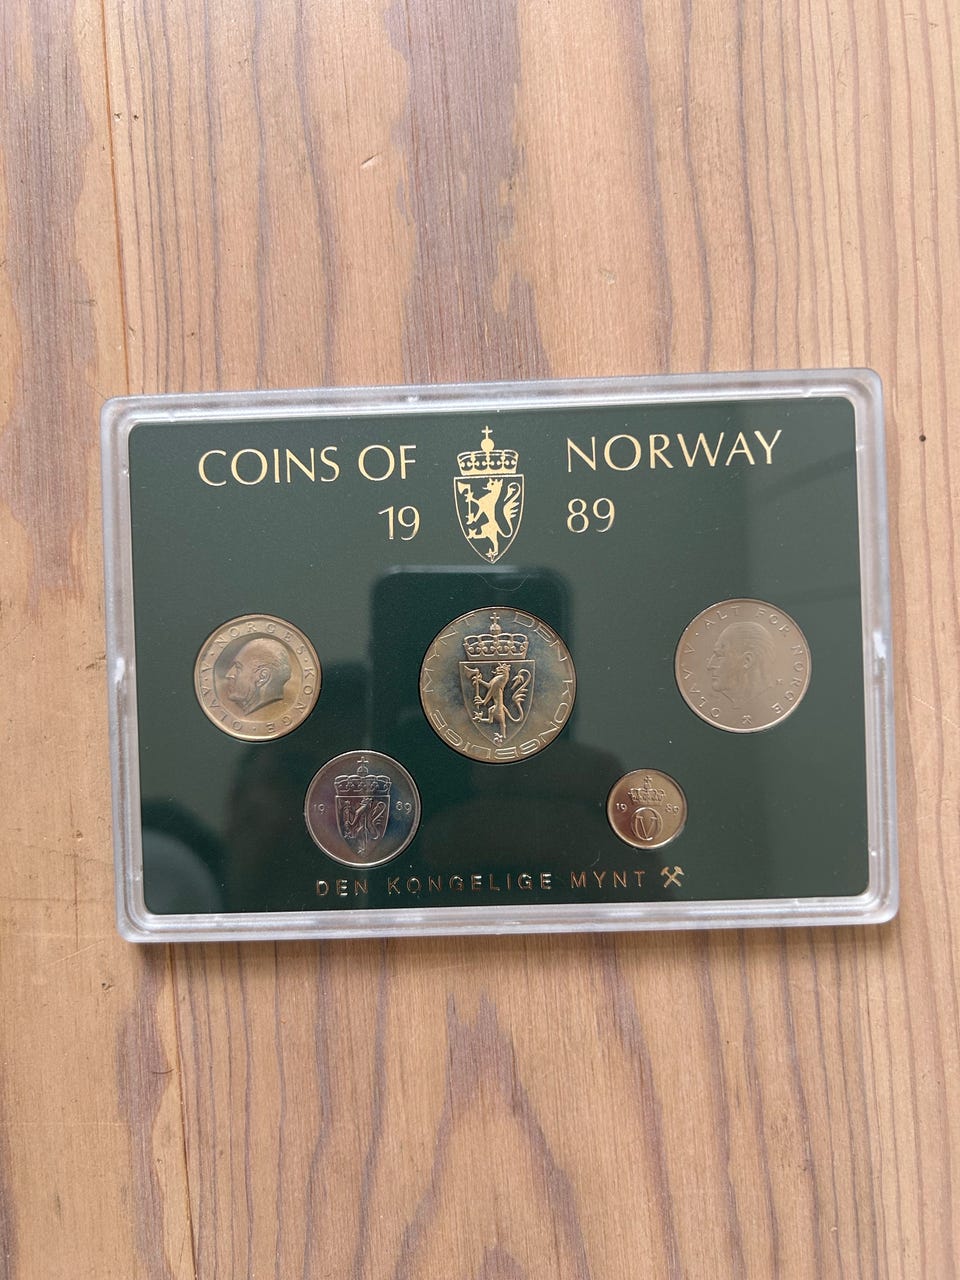 COINS OF NORWAY
19 89
OLAV · V · NORGES · KONGE
MYNT · DEN KONGELIGE
OLAV V · ALT FOR NORGE
K
19 89
19 89
V
DEN KONGELIGE MYNT